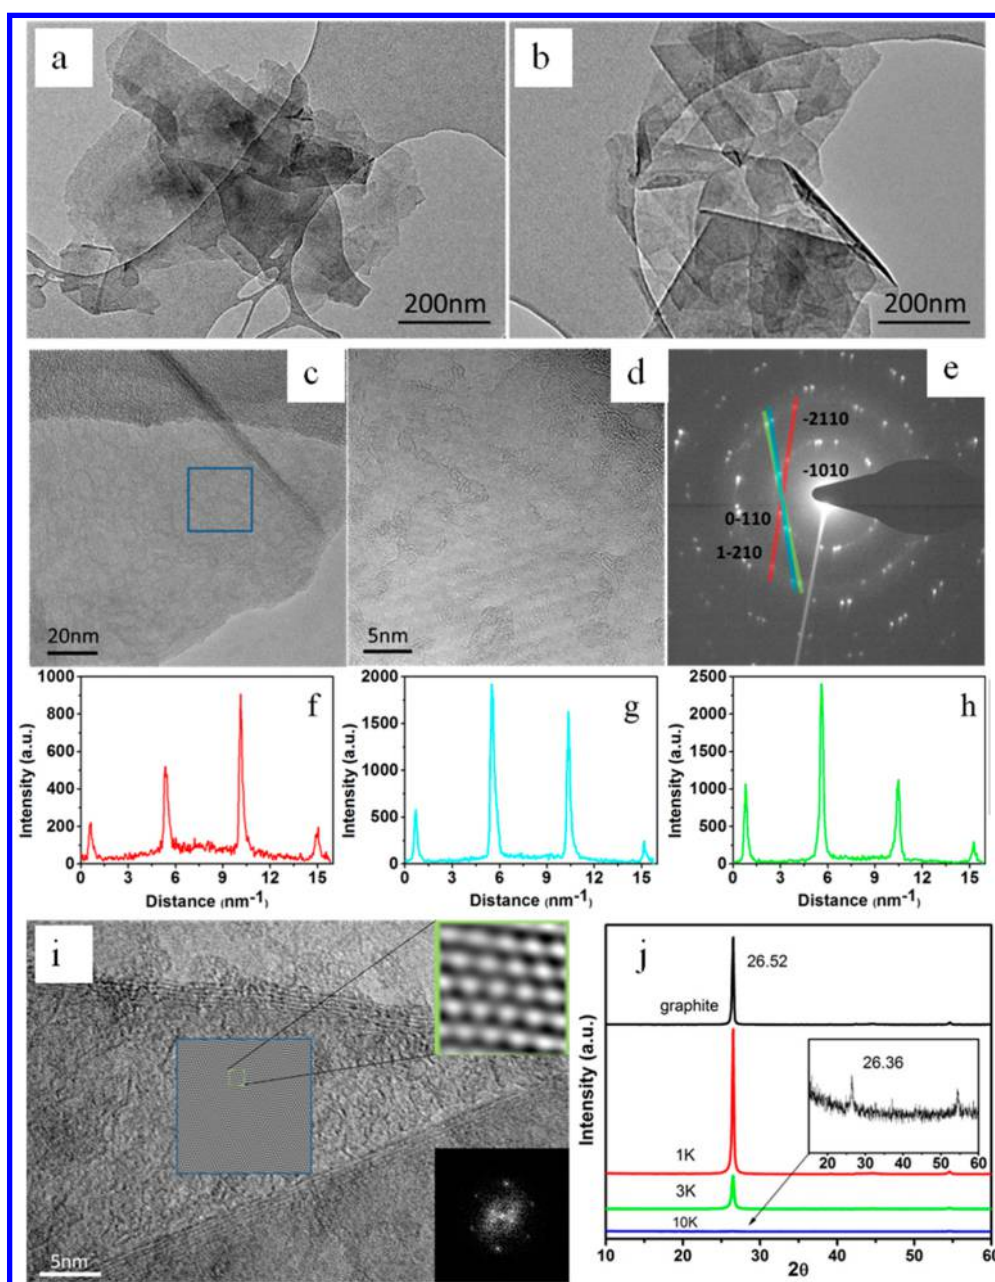 a
200nm
b
200nm
c
20nm
d
5nm
e
-2110
-1010
0-110
1-210
f
1000
800
600
400
200
0
0 3 6 9 12 15
Intensity (a.u.)
Distance (nm-1)
g
2000
1500
1000
500
0
0 3 6 9 12 15
Intensity (a.u.)
Distance (nm-1)
h
2500
2000
1500
1000
500
0
0 3 6 9 12 15
Intensity (a.u.)
Distance (nm-1)
i
5nm
j
26.52
graphite
26.36
15 20 30 40 50 60
1K
3K
10K
10 20 30 40 50 60
Intensity (a.u.)
2θ